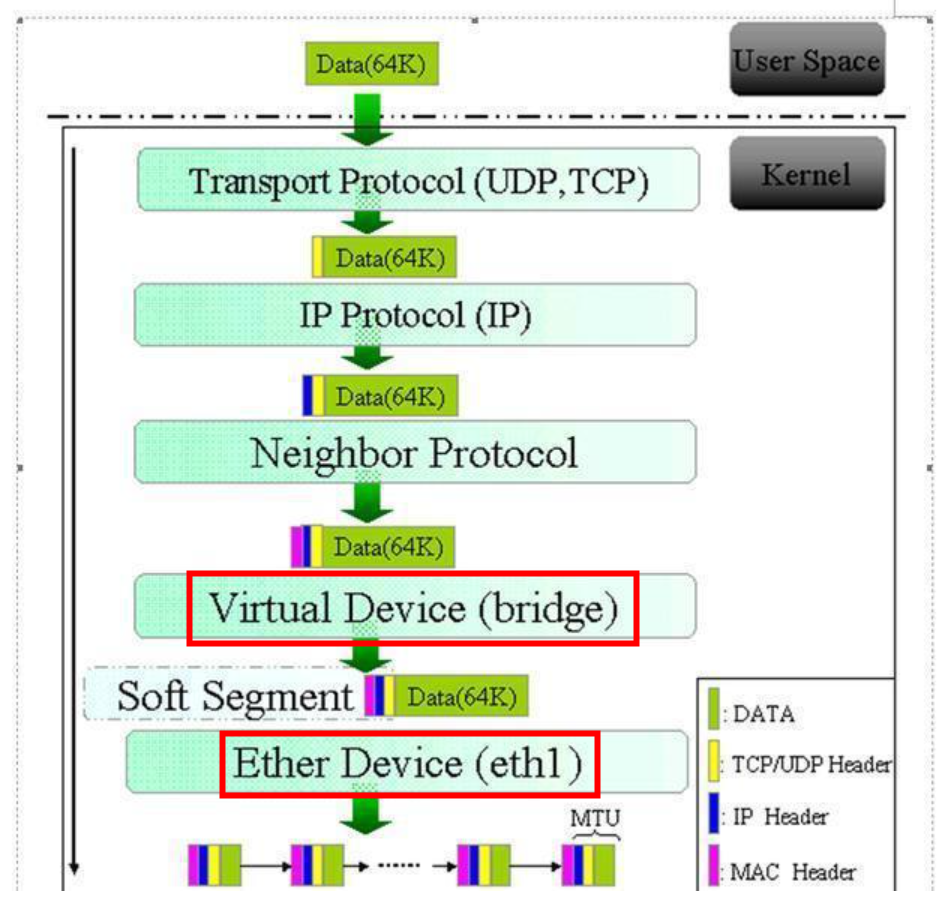 Data(64K)
User Space
Transport Protocol (UDP,TCP)
Kernel
Data(64K)
IP Protocol (IP)
Data(64K)
Neighbor Protocol
Data(64K)
Virtual Device (bridge)
Soft Segment
Data(64K)
: DATA
Ether Device (eth1)
: TCP/UDP Header
MTU
: IP Header
......
: MAC Header